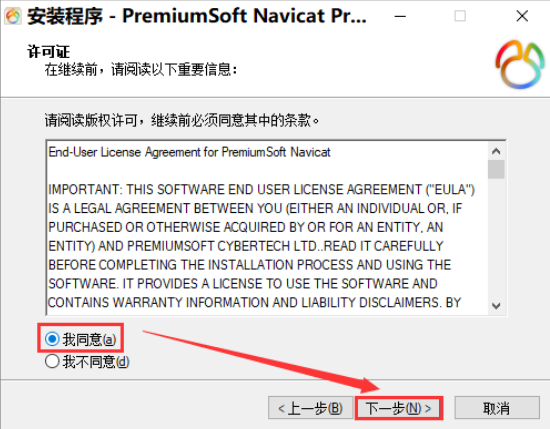 安装程序 - PremiumSoft Navicat Pr...
许可证
在继续前，请阅读以下重要信息：
请阅读版权许可，继续前必须同意其中的条款。
End-User License Agreement for PremiumSoft Navicat
IMPORTANT: THIS SOFTWARE END USER LICENSE AGREEMENT ("EULA")
IS A LEGAL AGREEMENT BETWEEN YOU (EITHER AN INDIVIDUAL OR, IF
PURCHASED OR OTHERWISE ACQUIRED BY OR FOR AN ENTITY, AN
ENTITY) AND PREMIUMSOFT CYBERTECH LTD..READ IT CAREFULLY
BEFORE COMPLETING THE INSTALLATION PROCESS AND USING THE
SOFTWARE. IT PROVIDES A LICENSE TO USE THE SOFTWARE AND
CONTAINS WARRANTY INFORMATION AND LIABILITY DISCLAIMERS. BY
我同意(a)
我不同意(d)
<上一步(B) 下一步(N)> 取消